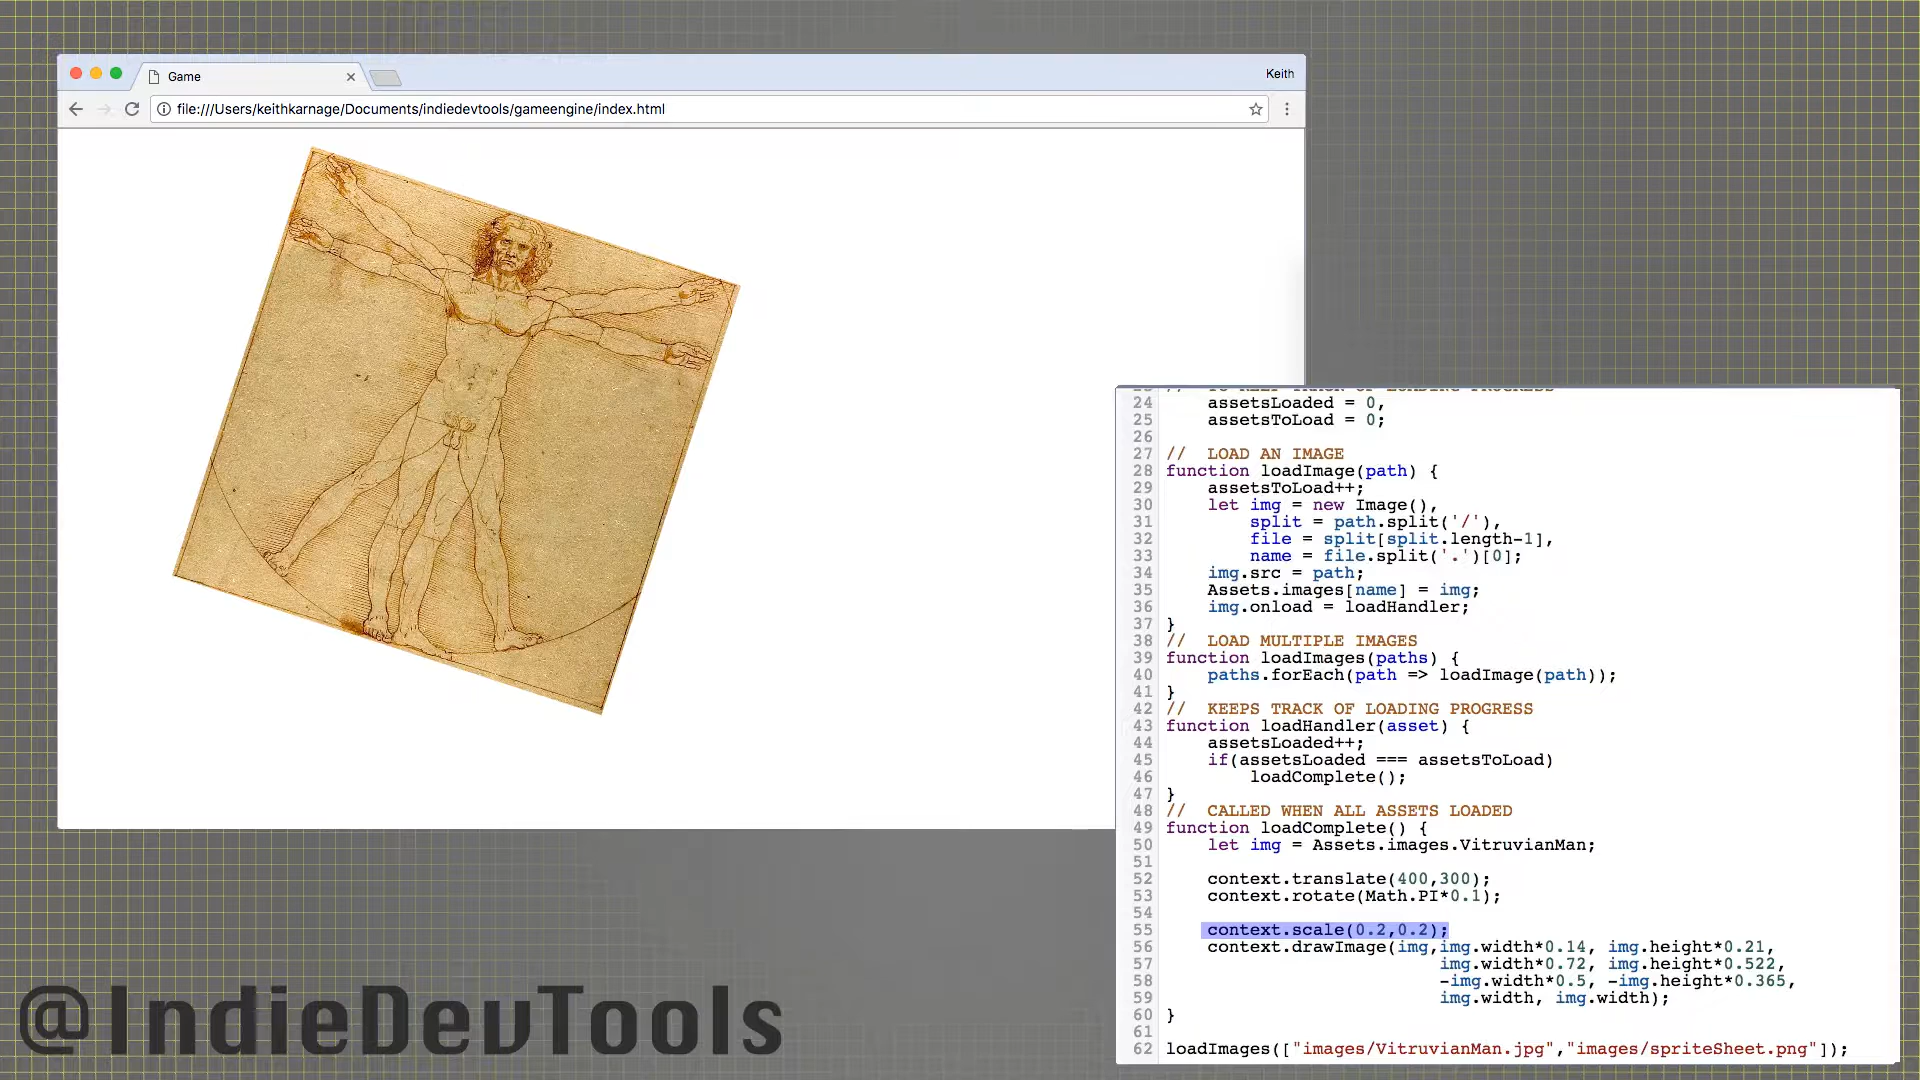 Game
Keith
file:///Users/keithkarnage/Documents/indiedevtools/gameengine/index.html
23 // TO KEEP TRACK OF LOADING PROGRESS
24 assetsLoaded = 0,
25 assetsToLoad = 0;
26
27 // LOAD AN IMAGE
28 function loadImage(path) {
29 assetsToLoad++;
30 let img = new Image(),
31 split = path.split('/'),
32 file = split[split.length-1],
33 name = file.split('.')[0];
34 img.src = path;
35 Assets.images[name] = img;
36 img.onload = loadHandler;
37 }
38 // LOAD MULTIPLE IMAGES
39 function loadImages(paths) {
40 paths.forEach(path => loadImage(path));
41 }
42 // KEEPS TRACK OF LOADING PROGRESS
43 function loadHandler(asset) {
44 assetsLoaded++;
45 if(assetsLoaded === assetsToLoad)
46 loadComplete();
47 }
48 // CALLED WHEN ALL ASSETS LOADED
49 function loadComplete() {
50 let img = Assets.images.VitruvianMan;
51
52 context.translate(400,300);
53 context.rotate(Math.PI*0.1);
54
55 context.scale(0.2,0.2);
56 context.drawImage(img,img.width*0.14, img.height*0.21,
57 img.width*0.72, img.height*0.522,
58 -img.width*0.5, -img.height*0.365,
59 img.width, img.width);
60 }
61
62 loadImages(["images/VitruvianMan.jpg","images/spriteSheet.png"]);
@IndieDevTools